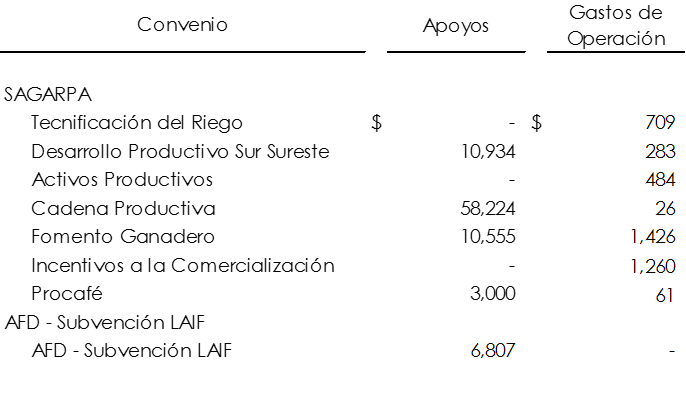 Convenio Apoyos Gastos de Operación
SAGARPA
Tecnificación del Riego $ - $ 709
Desarrollo Productivo Sur Sureste 10,934 283
Activos Productivos - 484
Cadena Productiva 58,224 26
Fomento Ganadero 10,555 1,426
Incentivos a la Comercialización - 1,260
Procafé 3,000 61
AFD - Subvención LAIF
AFD - Subvención LAIF 6,807 -